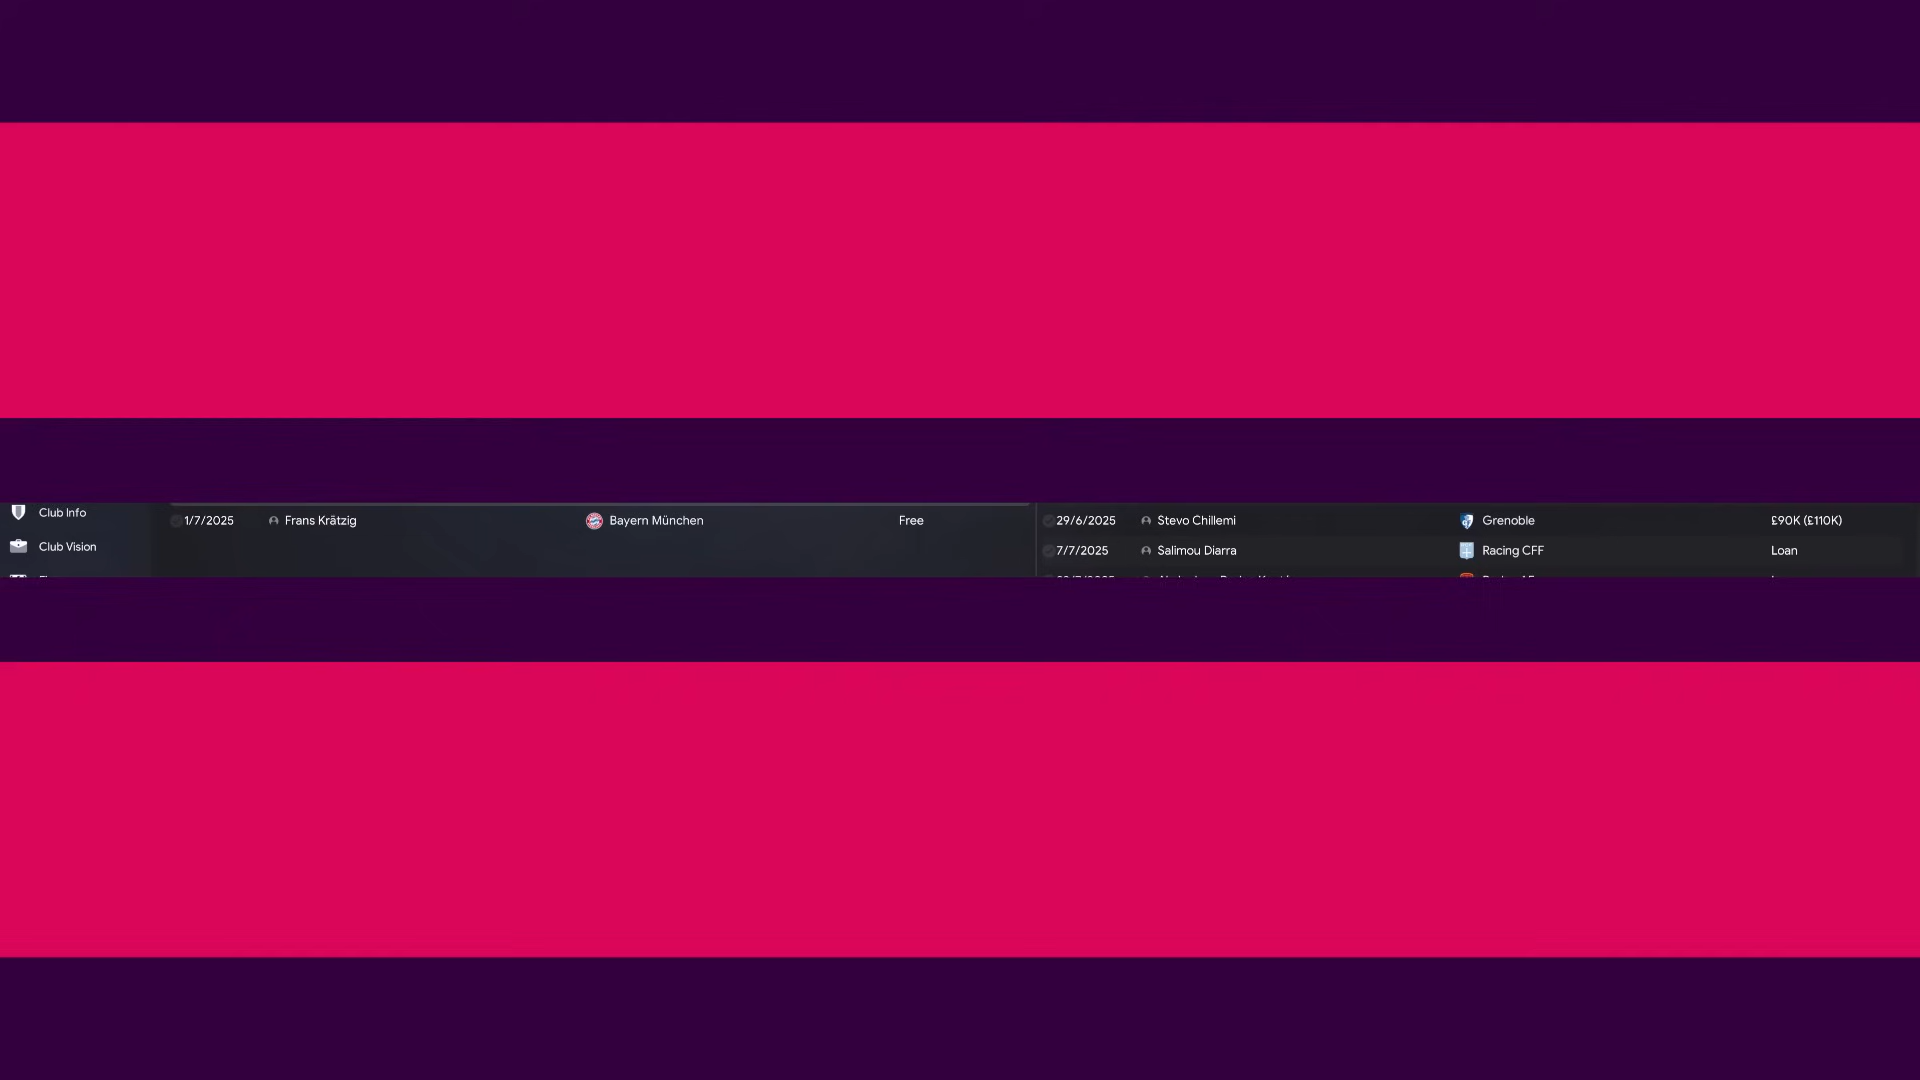 Club Info
Club Vision
1/7/2025 Frans Krätzig Bayern München Free
29/6/2025 Stevo Chillemi Grenoble £90K (£110K)
7/7/2025 Salimou Diarra Racing CFF Loan